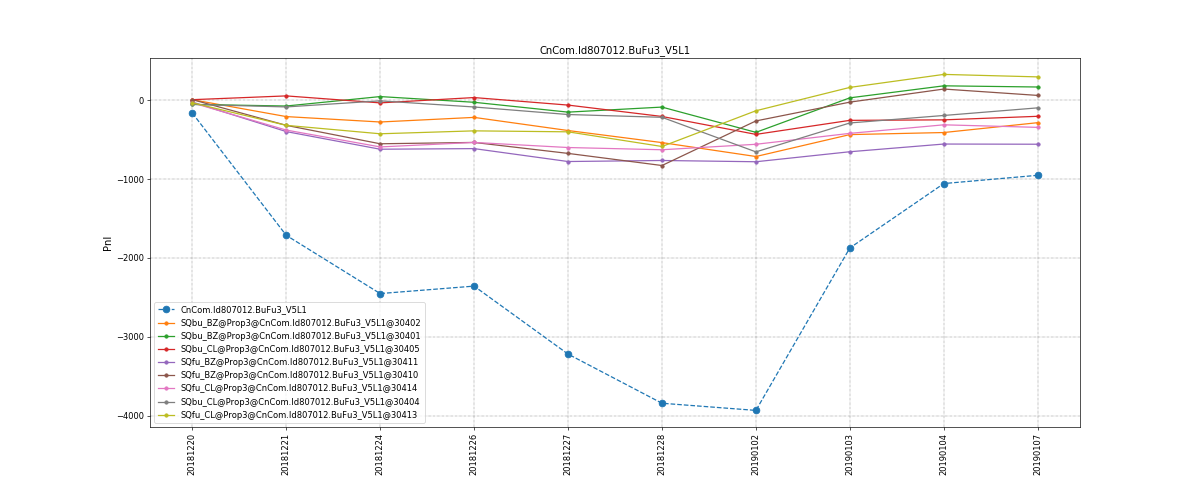 CnCom.Id807012.BuFu3_V5L1
Pnl
0
−1000
−2000
−3000
−4000
CnCom.Id807012.BuFu3_V5L1
SQbu_BZ@Prop3@CnCom.Id807012.BuFu3_V5L1@30402
SQbu_BZ@Prop3@CnCom.Id807012.BuFu3_V5L1@30401
SQbu_CL@Prop3@CnCom.Id807012.BuFu3_V5L1@30405
SQfu_BZ@Prop3@CnCom.Id807012.BuFu3_V5L1@30411
SQfu_BZ@Prop3@CnCom.Id807012.BuFu3_V5L1@30410
SQfu_CL@Prop3@CnCom.Id807012.BuFu3_V5L1@30414
SQbu_CL@Prop3@CnCom.Id807012.BuFu3_V5L1@30404
SQfu_CL@Prop3@CnCom.Id807012.BuFu3_V5L1@30413
20181220
20181221
20181224
20181226
20181227
20181228
20190102
20190103
20190104
20190107